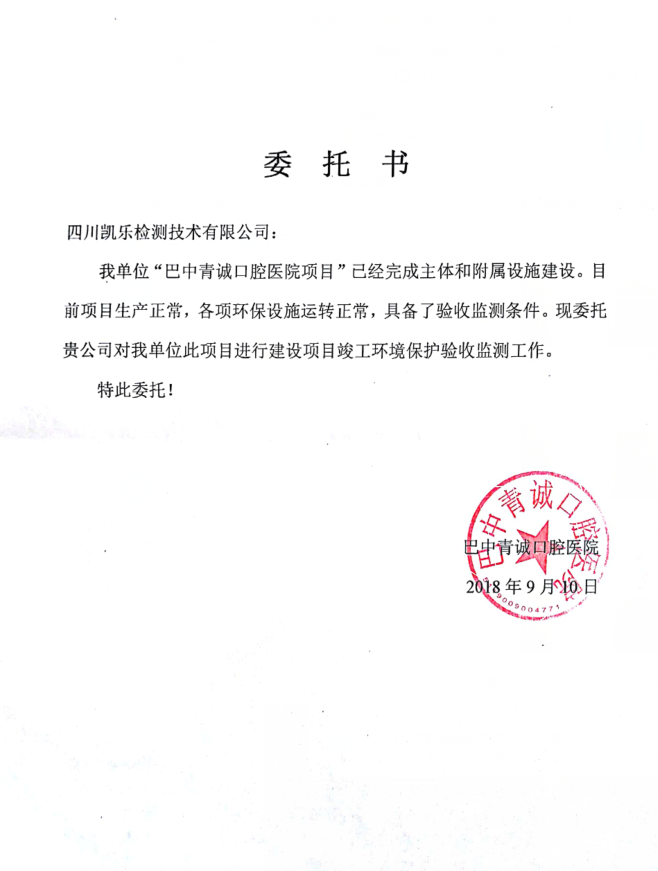 委 托 书
四川凯乐检测技术有限公司：
我单位“巴中青诚口腔医院项目”已经完成主体和附属设施建设。目
前项目生产正常，各项环保设施运转正常，具备了验收监测条件。现委托
贵公司对我单位此项目进行建设项目竣工环境保护验收监测工作。
特此委托！
巴中青诚口腔医院
巴中青诚口腔医院
2018 年 9 月 10 日